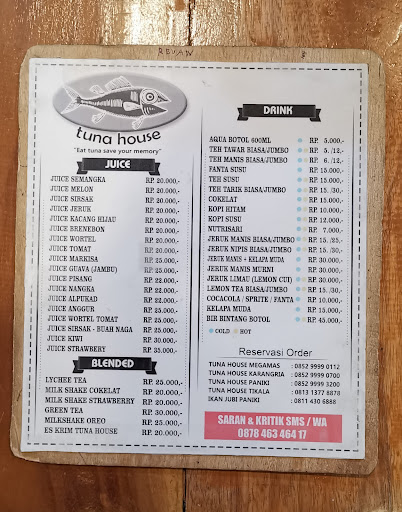 REVAN
tuna house
"Eat tuna save your memory"
JUICE
JUICE SEMANGKA RP. 20.000,-
JUICE MELON RP. 20.000,-
JUICE SIRSAK RP. 20.000,-
JUICE JERUK RP. 20.000,-
JUICE KACANG HIJAU RP. 20.000,-
JUICE BRENEBON RP. 20.000,-
JUICE WORTEL RP. 20.000,-
JUICE TOMAT RP. 20.000,-
JUICE MARKISA RP. 25.000,-
JUICE GUAVA (JAMBU) RP. 25.000,-
JUICE PISANG RP. 22.000,-
JUICE NANGKA RP. 22.000,-
JUICE ALPUKAD RP. 22.000,-
JUICE ANGGUR RP. 25.000,-
JUICE WORTEL TOMAT RP. 25.000,-
JUICE SIRSAK - BUAH NAGA RP. 25.000,-
JUICE KIWI RP. 30.000,-
JUICE STRAWBERY RP. 35.000,-
BLENDED
LYCHEE TEA RP. 25.000,-
MILK SHAKE COKELAT RP. 20.000,-
MILK SHAKE STRAWBERRY RP. 20.000,-
GREEN TEA RP. 30.000,-
MILKSHAKE OREO RP. 25.000,-
ES KRIM TUNA HOUSE RP. 20.000,-
DRINK
AQUA BOTOL 600ML RP. 5.000,-
TEH TAWAR BIASA/JUMBO RP. 5. /12,-
TEH MANIS BIASA/JUMBO RP. 6. /12,-
FANTA SUSU RP. 15.000,-
TEH SUSU RP. 15.000,-
TEH TARIK BIASA/JUMBO RP. 15. /30,-
COKELAT RP. 15.000,-
KOPI HITAM RP. 10.000,-
KOPI SUSU RP. 12.000,-
NUTRISARI RP. 7.000,-
JERUK MANIS BIASA/JUMBO RP. 15. /25,-
JERUK NIPIS BIASA/JUMBO RP. 15. /30,-
JERUK MANIS + KELAPA MUDA RP. 30.000,-
JERUK MANIS MURNI RP. 30.000,-
JERUK LIMAU (LEMON CUI) RP. 30.000,-
LEMON TEA BIASA/JUMBO RP. 15. /30,-
COCACOLA / SPRITE / FANTA RP. 10.000,-
KELAPA MUDA RP. 15.000,-
BIR BINTANG BOTOL RP. 45.000,-
COLD HOT
Reservasi Order
TUNA HOUSE MEGAMAS : 0852 9999 0112
TUNA HOUSE KARANGRIA : 0852 9999 0700
TUNA HOUSE PANIKI : 0852 9999 3200
TUNA HOUSE TKALA : 0813 1377 8878
IKAN JUBI PANIKI : 0811 430 6888
SARAN & KRITIK SMS / WA
0878 463 464 17